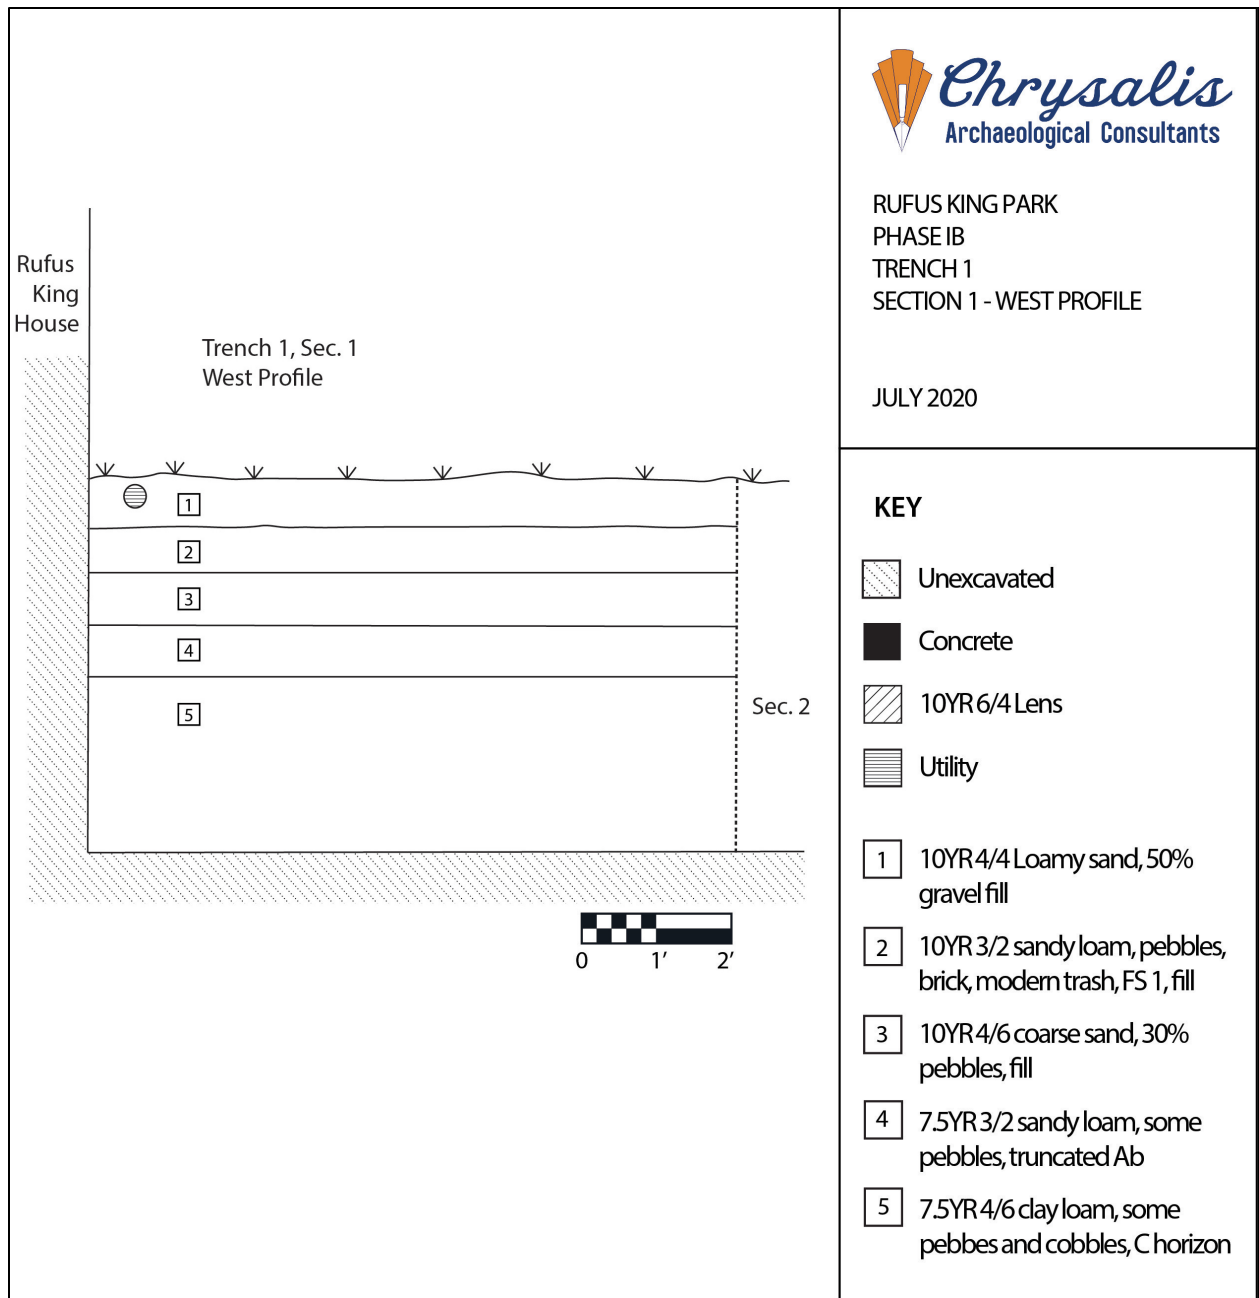 Rufus
King
House
Trench 1, Sec. 1
West Profile
1
2
3
4
5
Sec. 2
0 1' 2'
Chrysalis
Archaeological Consultants
RUFUS KING PARK
PHASE IB
TRENCH 1
SECTION 1 - WEST PROFILE
JULY 2020
KEY
Unexcavated
Concrete
10YR 6/4 Lens
Utility
1 10YR 4/4 Loamy sand, 50%
gravel fill
2 10YR 3/2 sandy loam, pebbles,
brick, modern trash, FS 1, fill
3 10YR 4/6 coarse sand, 30%
pebbles, fill
4 7.5YR 3/2 sandy loam, some
pebbles, truncated Ab
5 7.5YR 4/6 clay loam, some
pebbes and cobbles, C horizon